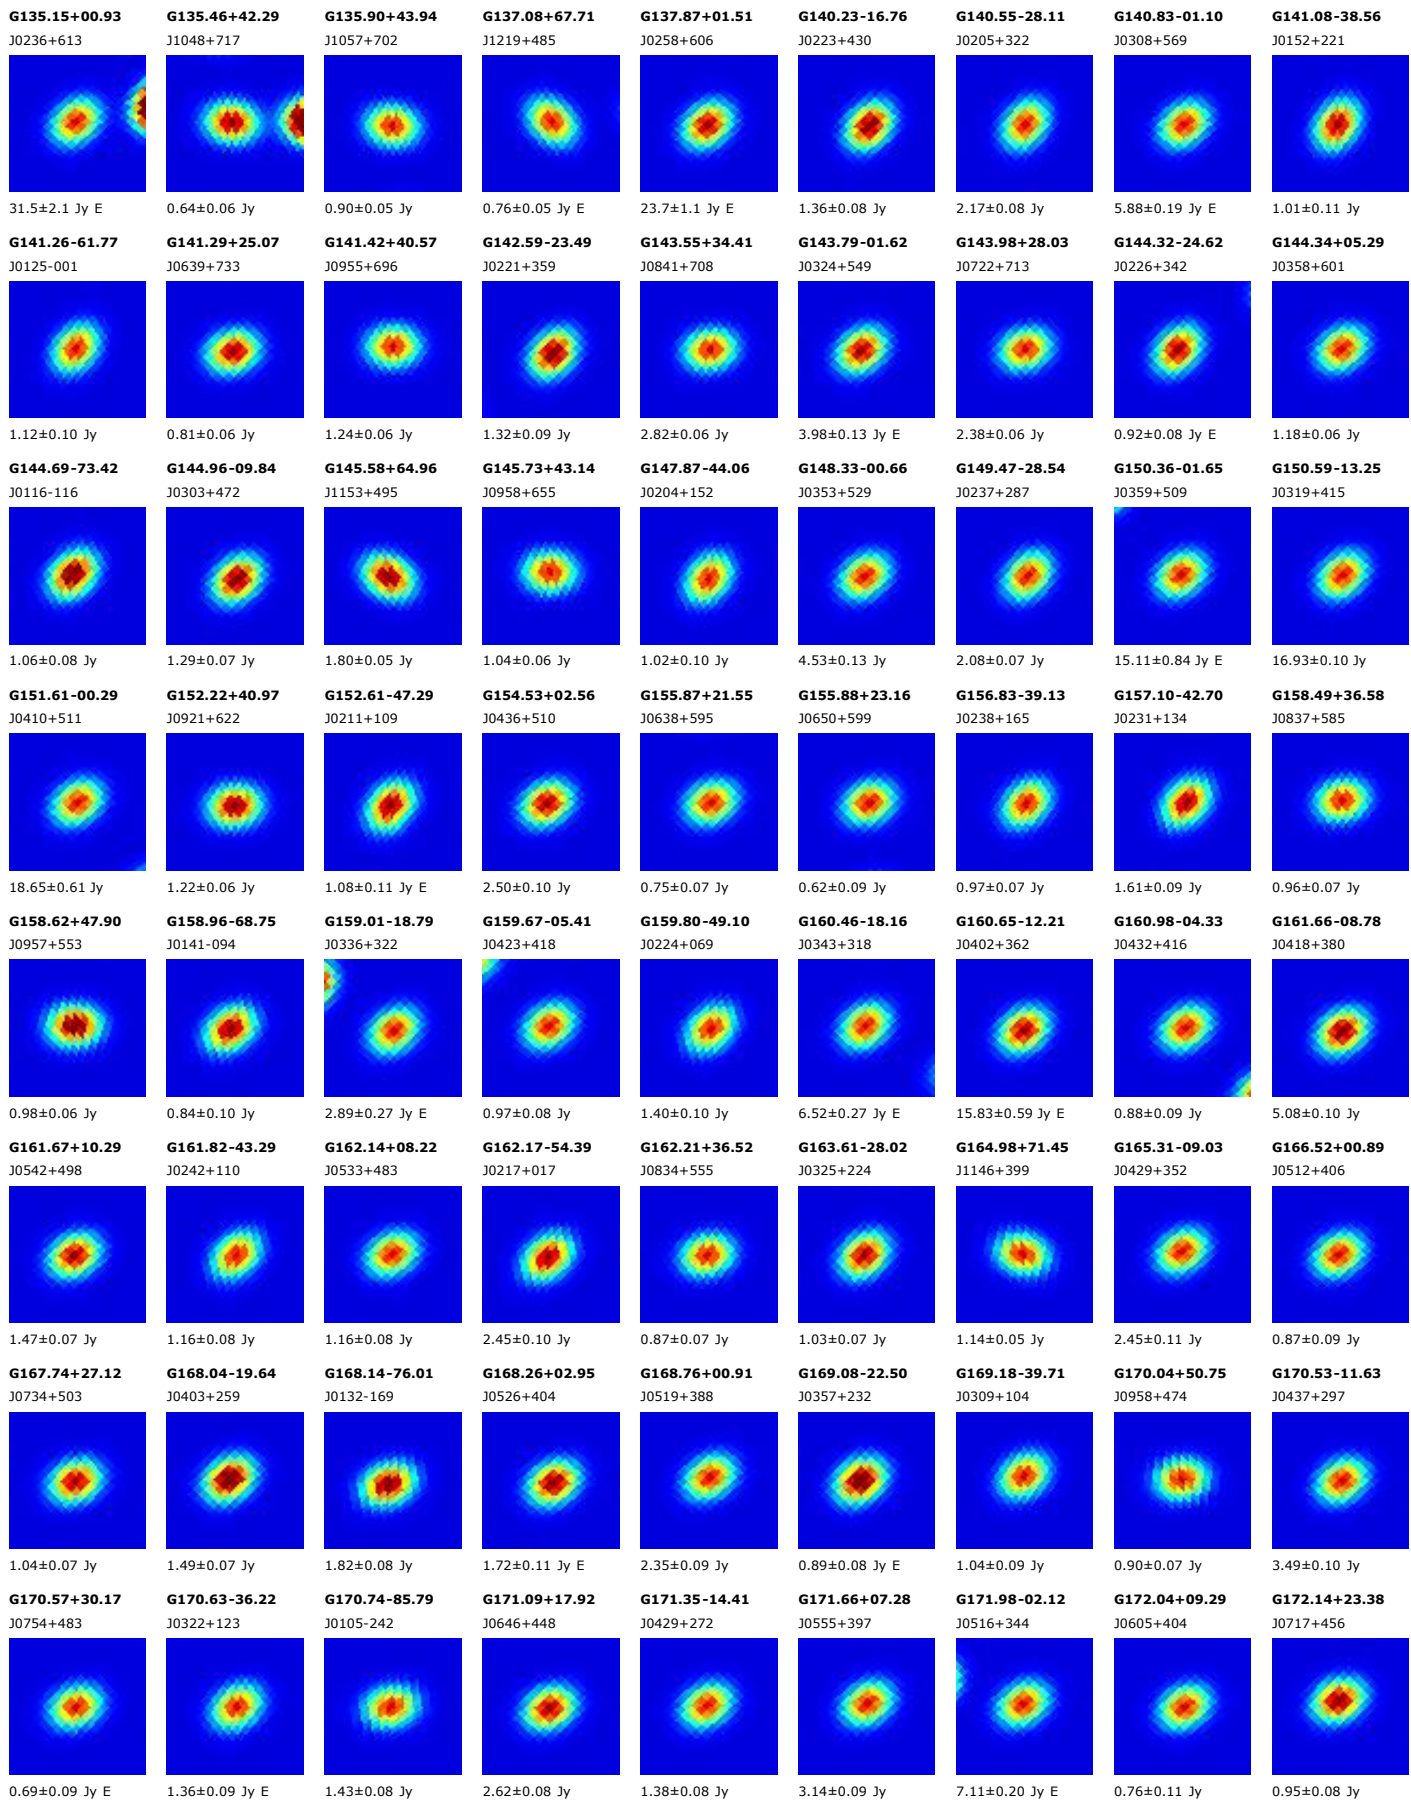 G135.15+00.93 G135.46+42.29 G135.90+43.94 G137.08+67.71 G137.87+01.51 G140.23-16.76 G140.55-28.11 G140.83-01.10 G141.08-38.56
J0236+613 J1048+717 J1057+702 J1219+485 J0258+606 J0223+430 J0205+322 J0308+569 J0152+221
31.5±2.1 Jy E 0.64±0.06 Jy 0.90±0.05 Jy 0.76±0.05 Jy E 23.7±1.1 Jy E 1.36±0.08 Jy 2.17±0.08 Jy 5.88±0.19 Jy E 1.01±0.11 Jy
G141.26-61.77 G141.29+25.07 G141.42+40.57 G142.59-23.49 G143.55+34.41 G143.79-01.62 G143.98+28.03 G144.32-24.62 G144.34+05.29
J0125-001 J0639+733 J0955+696 J0221+359 J0841+708 J0324+549 J0722+713 J0226+342 J0358+601
1.12±0.10 Jy 0.81±0.06 Jy 1.24±0.06 Jy 1.32±0.09 Jy 2.82±0.06 Jy 3.98±0.13 Jy E 2.38±0.06 Jy 0.92±0.08 Jy E 1.18±0.06 Jy
G144.69-73.42 G144.96-09.84 G145.58+64.96 G145.73+43.14 G147.87-44.06 G148.33-00.66 G149.47-28.54 G150.36-01.65 G150.59-13.25
J0116-116 J0303+472 J1153+495 J0958+655 J0204+152 J0353+529 J0237+287 J0359+509 J0319+415
1.06±0.08 Jy 1.29±0.07 Jy 1.80±0.05 Jy 1.04±0.06 Jy 1.02±0.10 Jy 4.53±0.13 Jy 2.08±0.07 Jy 15.11±0.84 Jy E 16.93±0.10 Jy
G151.61-00.29 G152.22+40.97 G152.61-47.29 G154.53+02.56 G155.87+21.55 G155.88+23.16 G156.83-39.13 G157.10-42.70 G158.49+36.58
J0410+511 J0921+622 J0211+109 J0436+510 J0638+595 J0650+599 J0238+165 J0231+134 J0837+585
18.65±0.61 Jy 1.22±0.06 Jy 1.08±0.11 Jy E 2.50±0.10 Jy 0.75±0.07 Jy 0.62±0.09 Jy 0.97±0.07 Jy 1.61±0.09 Jy 0.96±0.07 Jy
G158.62+47.90 G158.96-68.75 G159.01-18.79 G159.67-05.41 G159.80-49.10 G160.46-18.16 G160.65-12.21 G160.98-04.33 G161.66-08.78
J0957+553 J0141-094 J0336+322 J0423+418 J0224+069 J0343+318 J0402+362 J0432+416 J0418+380
0.98±0.06 Jy 0.84±0.10 Jy 2.89±0.27 Jy E 0.97±0.08 Jy 1.40±0.10 Jy 6.52±0.27 Jy E 15.83±0.59 Jy E 0.88±0.09 Jy 5.08±0.10 Jy
G161.67+10.29 G161.82-43.29 G162.14+08.22 G162.17-54.39 G162.21+36.52 G163.61-28.02 G164.98+71.45 G165.31-09.03 G166.52+00.89
J0542+498 J0242+110 J0533+483 J0217+017 J0834+555 J0325+224 J1146+399 J0429+352 J0512+406
1.47±0.07 Jy 1.16±0.08 Jy 1.16±0.08 Jy 2.45±0.10 Jy 0.87±0.07 Jy 1.03±0.07 Jy 1.14±0.05 Jy 2.45±0.11 Jy 0.87±0.09 Jy
G167.74+27.12 G168.04-19.64 G168.14-76.01 G168.26+02.95 G168.76+00.91 G169.08-22.50 G169.18-39.71 G170.04+50.75 G170.53-11.63
J0734+503 J0403+259 J0132-169 J0526+404 J0519+388 J0357+232 J0309+104 J0958+474 J0437+297
1.04±0.07 Jy 1.49±0.07 Jy 1.82±0.08 Jy 1.72±0.11 Jy E 2.35±0.09 Jy 0.89±0.08 Jy E 1.04±0.09 Jy 0.90±0.07 Jy 3.49±0.10 Jy
G170.57+30.17 G170.63-36.22 G170.74-85.79 G171.09+17.92 G171.35-14.41 G171.66+07.28 G171.98-02.12 G172.04+09.29 G172.14+23.38
J0754+483 J0322+123 J0105-242 J0646+448 J0429+272 J0555+397 J0516+344 J0605+404 J0717+456
0.69±0.09 Jy E 1.36±0.09 Jy E 1.43±0.08 Jy 2.62±0.08 Jy 1.38±0.08 Jy 3.14±0.09 Jy 7.11±0.20 Jy E 0.76±0.11 Jy 0.95±0.08 Jy